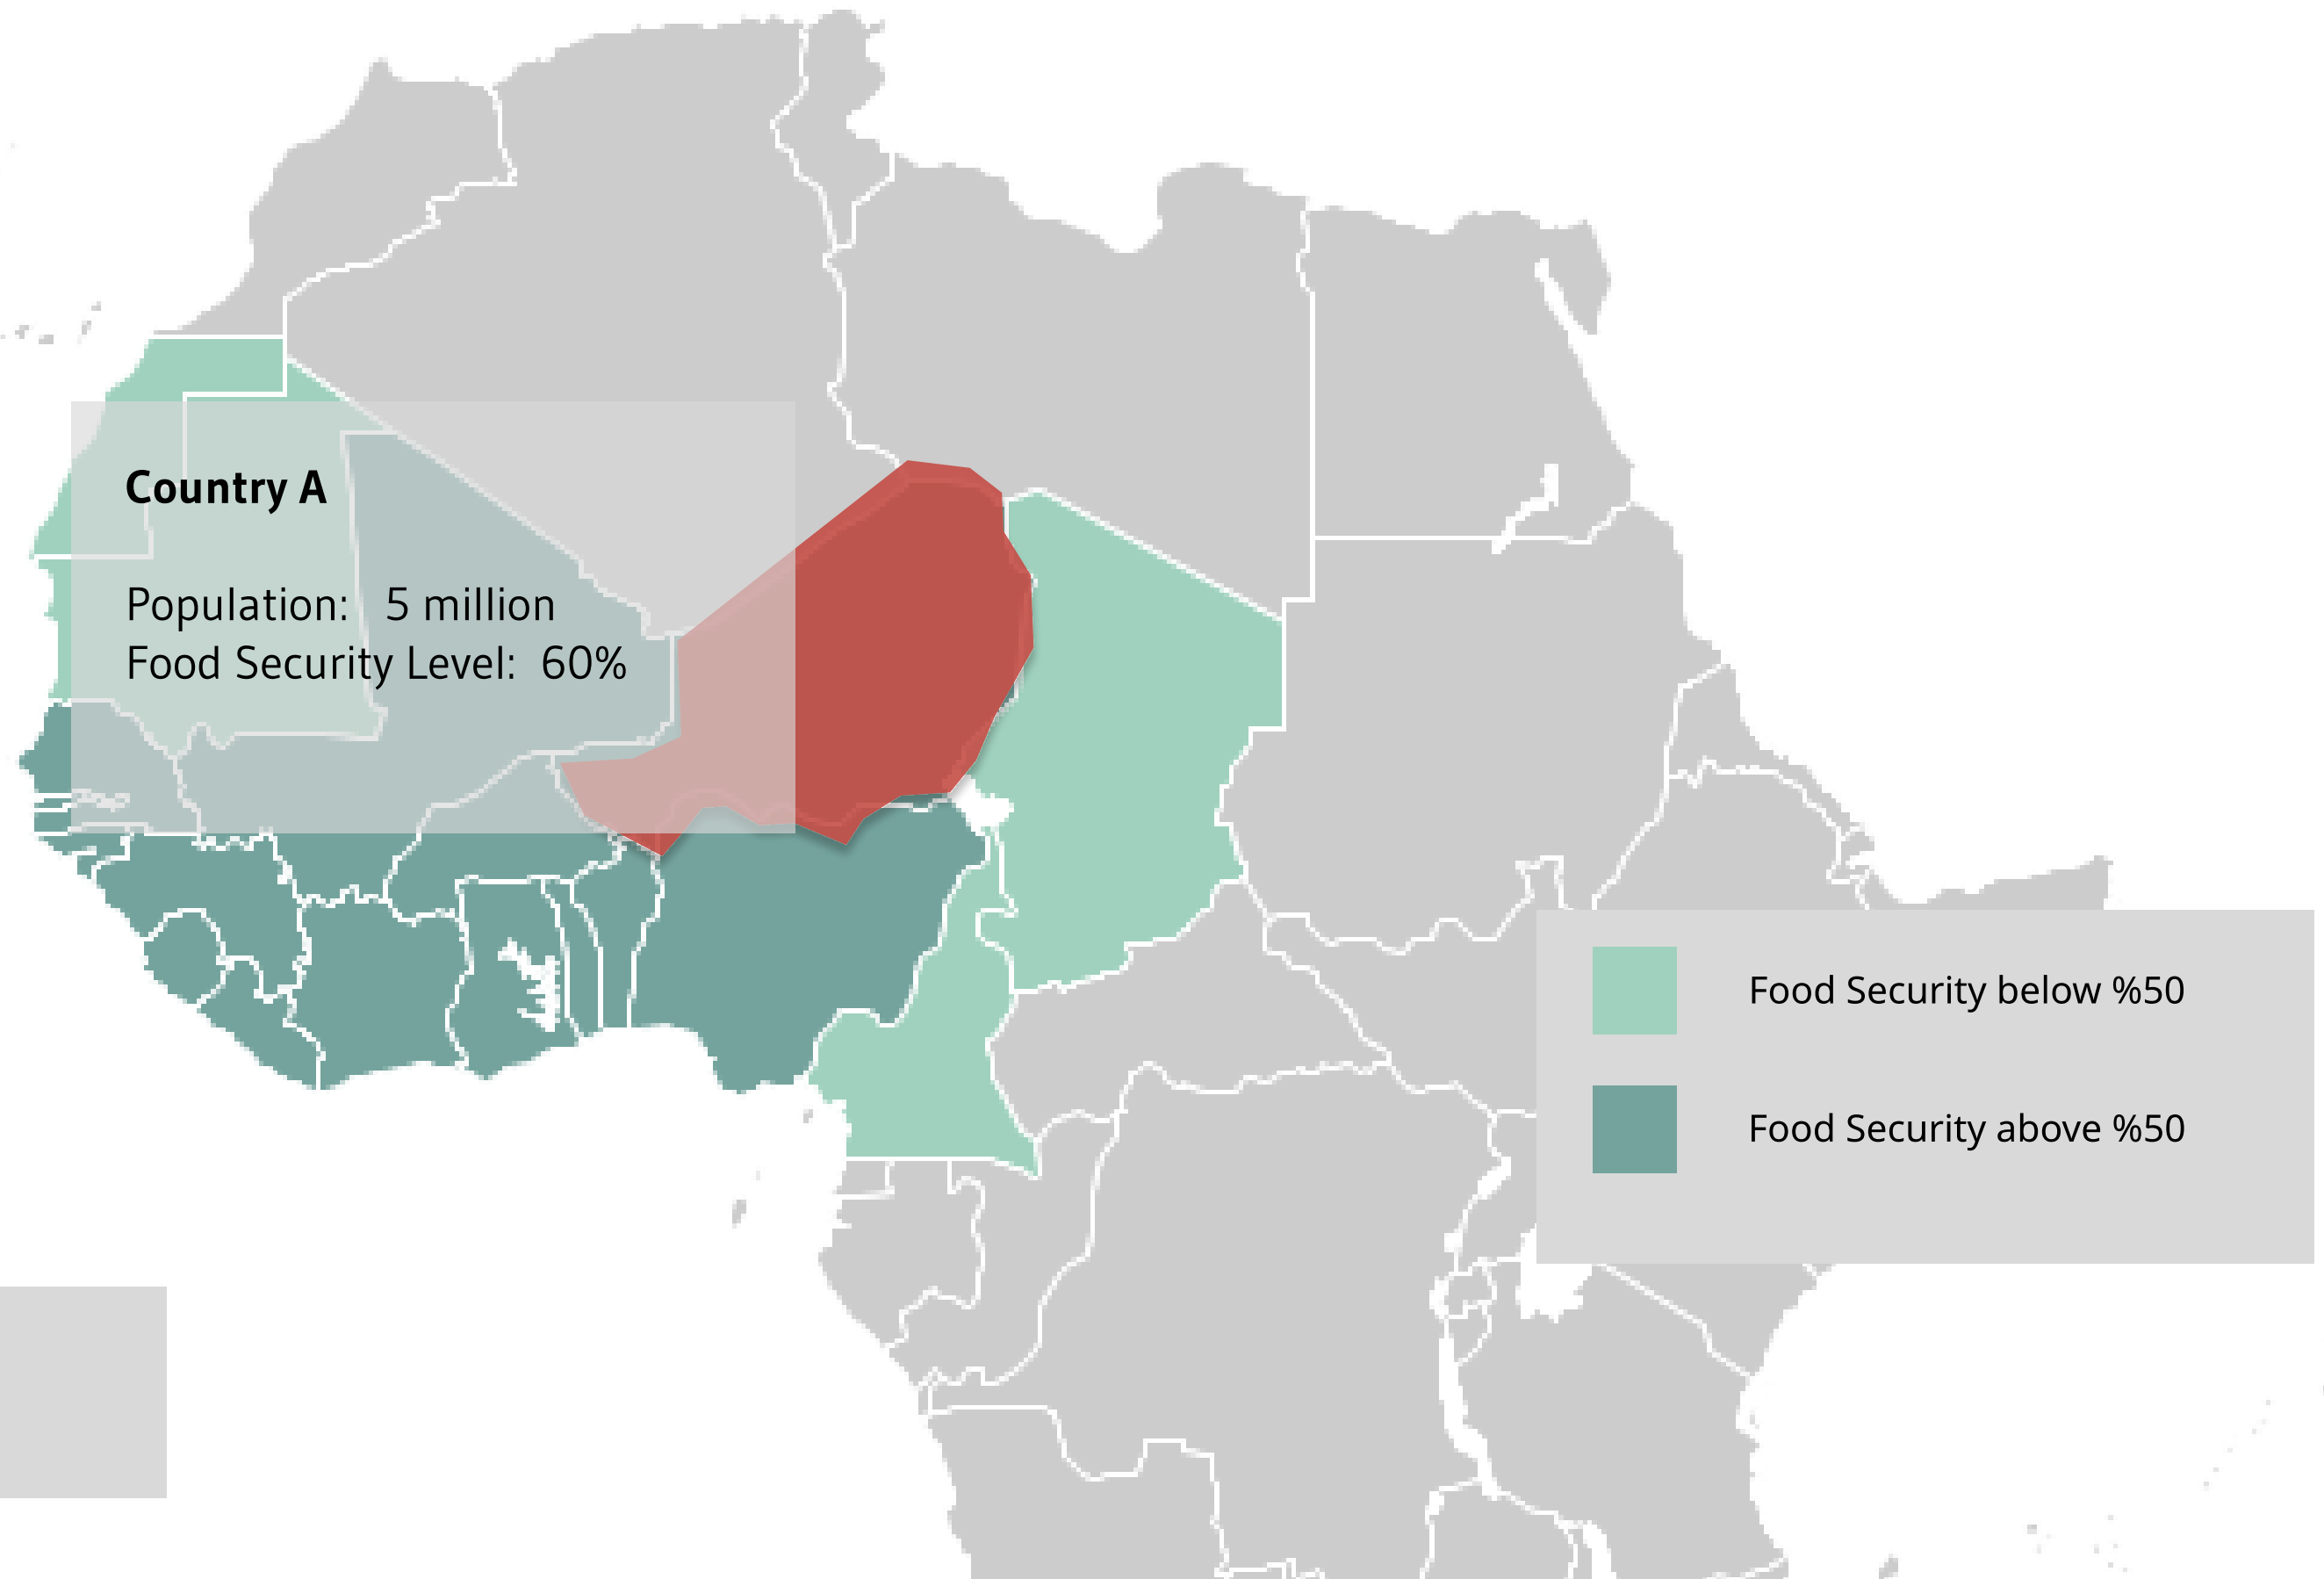 Country A
Population: 5 million
Food Security Level: 60%
Food Security below %50
Food Security above %50